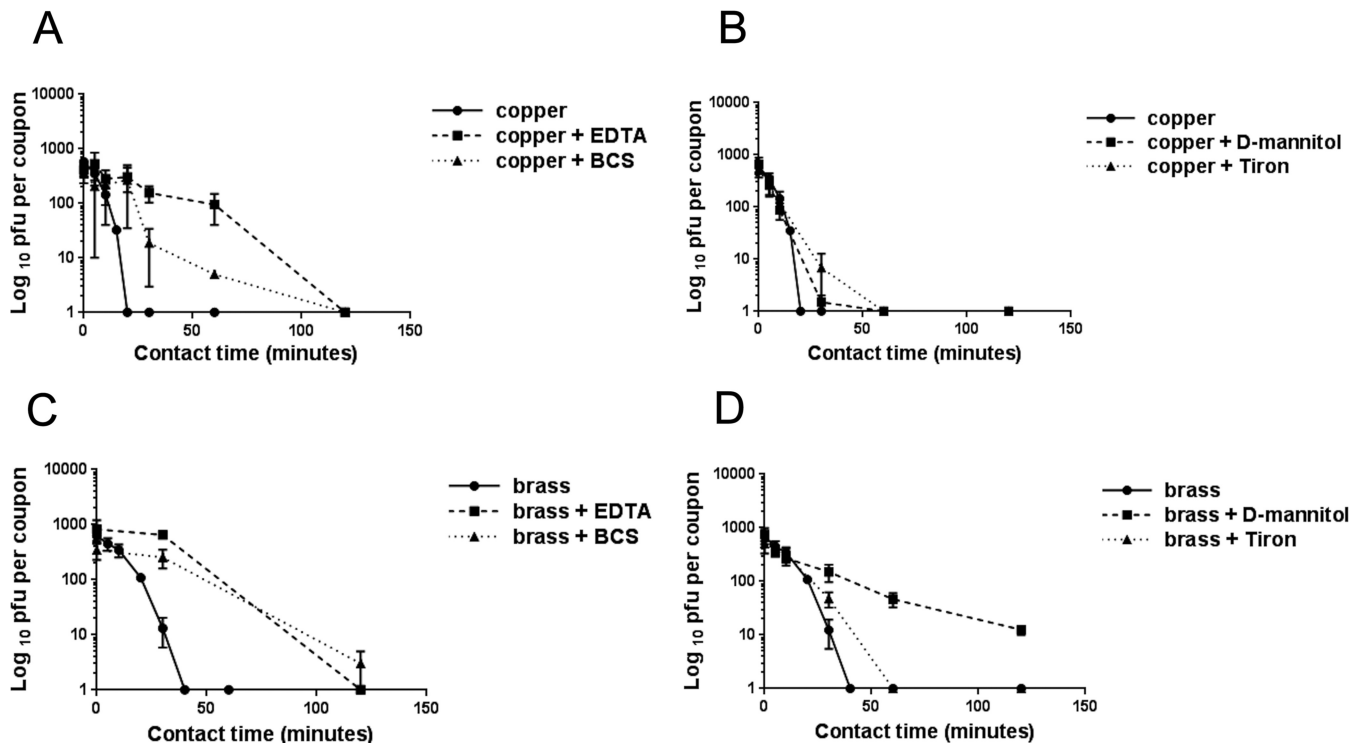 A
Log 10 pfu per coupon
10000
1000
100
10
1
0
50
100
150
Contact time (minutes)
copper
copper + EDTA
copper + BCS
B
Log 10 pfu per coupon
10000
1000
100
10
1
0
50
100
150
Contact time (minutes)
copper
copper + D-mannitol
copper + Tiron
C
Log 10 pfu per coupon
10000
1000
100
10
1
0
50
100
150
Contact time (minutes)
brass
brass + EDTA
brass + BCS
D
Log 10 pfu per coupon
10000
1000
100
10
1
0
50
100
150
Contact time (minutes)
brass
brass + D-mannitol
brass + Tiron